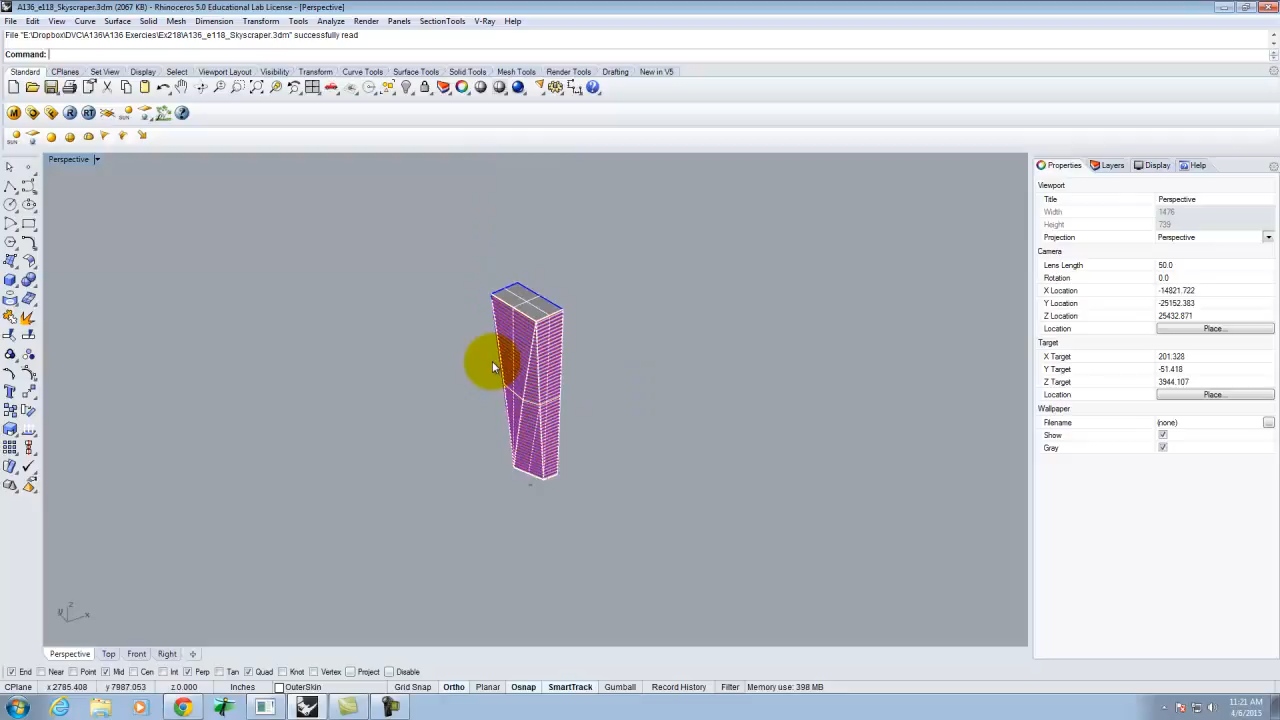 A136_e118_Skyscraper.3dm (2067 KB) - Rhinoceros 5.0 Educational Lab License - [Perspective]
File Edit View Curve Surface Solid Mesh Dimension Transform Tools Analyze Render Panels SectionTools V-Ray Help
File "E:\Dropbox\DVC\A136\A136 Exercies\Ex218\A136_e118_Skyscraper.3dm" successfully read
Command:
Standard CPlanes Set View Display Select Viewport Layout Visibility Transform Curve Tools Surface Tools Solid Tools Mesh Tools Render Tools Drafting New in V5
Perspective
Properties Layers Display Help
Viewport
Title Perspective
Width 1476
Height 739
Projection Perspective
Camera
Lens Length 50.0
Rotation 0.0
X Location -14821.722
Y Location -25152.383
Z Location 25432.871
Location Place...
Target
X Target 201.328
Y Target -51.418
Z Target 3944.107
Location Place...
Wallpaper
Filename (none)
Show
Gray
z
y x
Perspective Top Front Right
End Near Point Mid Cen Int Perp Tan Quad Knot Vertex Project Disable
CPlane x 2785.408 y 7987.053 z 0.000 Inches OuterSkin Grid Snap Ortho Planar Osnap SmartTrack Gumball Record History Filter Memory use: 398 MB
11:21 AM
4/6/2015